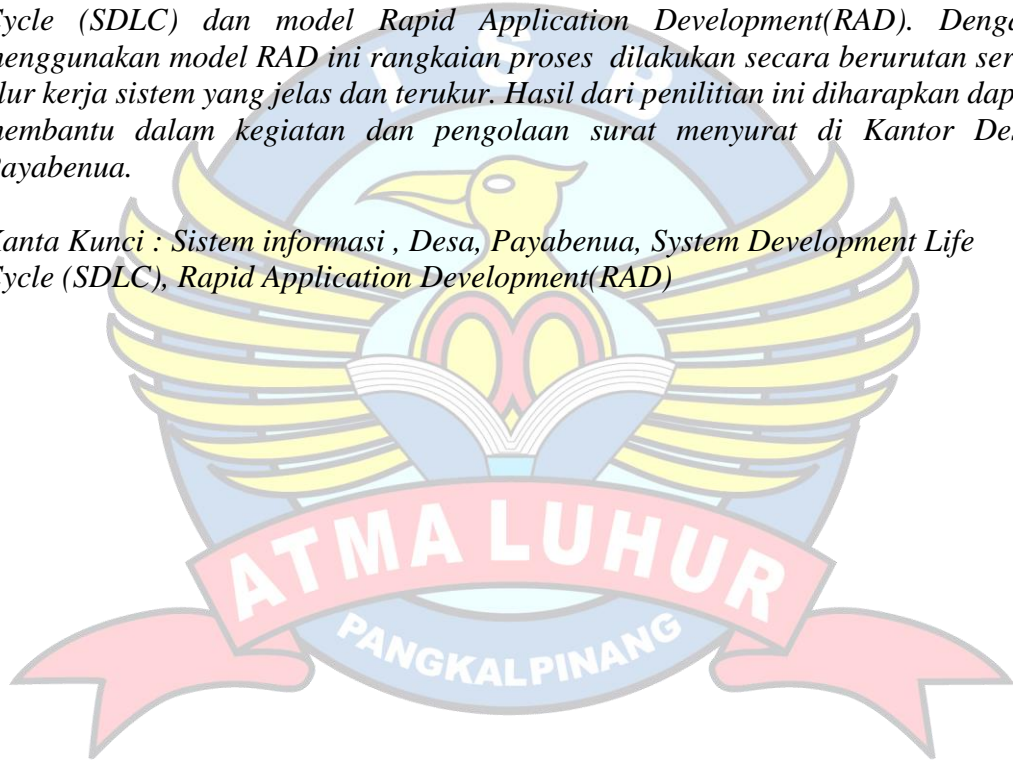 Cycle (SDLC) dan model Rapid Application Development(RAD). Denga
menggunakan model RAD ini rangkaian proses dilakukan secara berurutan ser
alur kerja sistem yang jelas dan terukur. Hasil dari penilitian ini diharapkan dap
membantu dalam kegiatan dan pengolaan surat menyurat di Kantor Des
Payabenua.
Kanta Kunci : Sistem informasi , Desa, Payabenua, System Development Life
Cycle (SDLC), Rapid Application Development(RAD)
I S B
ATMA LUHUR
PANGKALPINANG